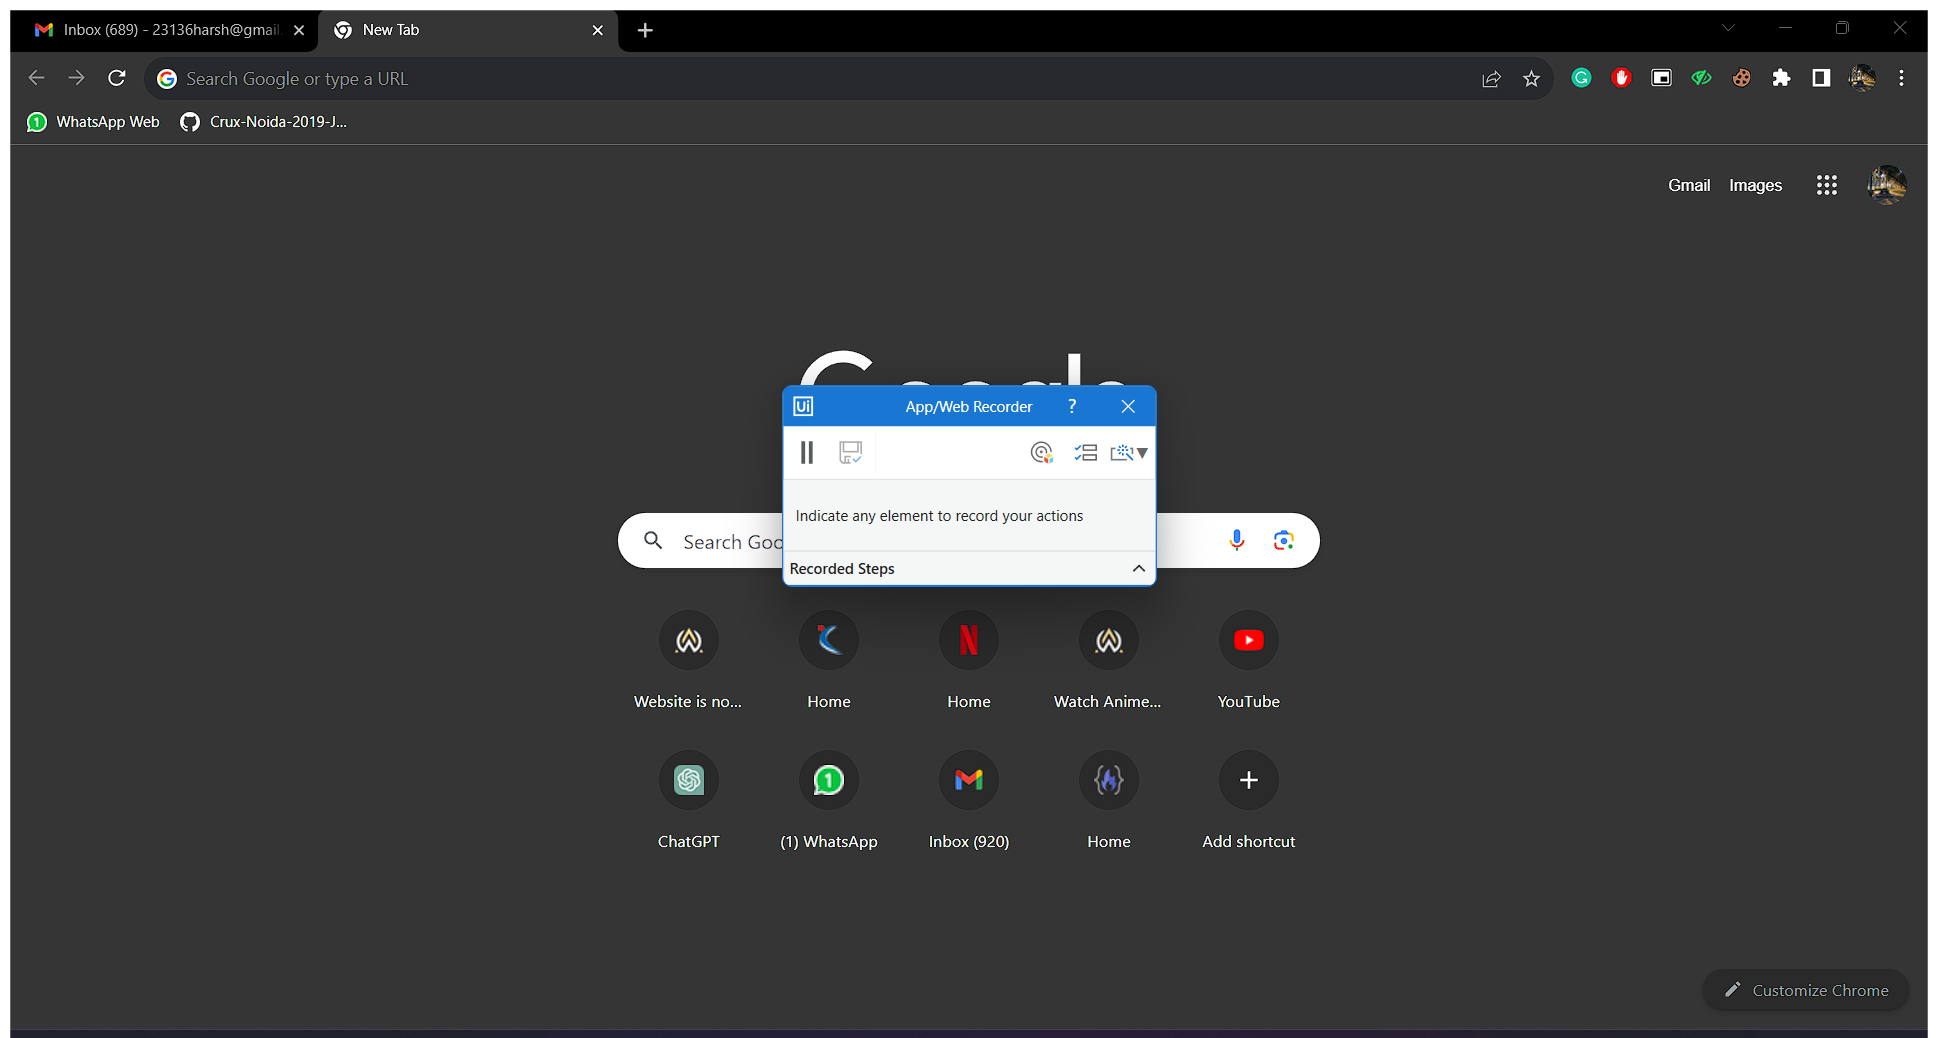 Inbox (689) - 23136harsh@gmail.
New Tab
Search Google or type a URL
WhatsApp Web
Crux-Noida-2019-J...
Gmail
Images
Google
Ui
App/Web Recorder
?
Indicate any element to record your actions
Search Goo
Recorded Steps
Website is no...
Home
Home
Watch Anime...
YouTube
ChatGPT
(1) WhatsApp
Inbox (920)
Home
Add shortcut
Customize Chrome